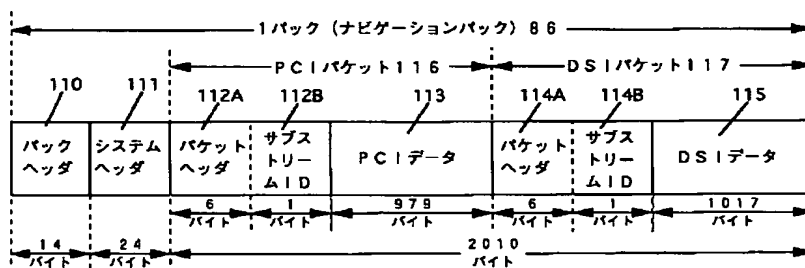 1パック (ナビゲーションパック) 86
PCIパケット116
DSIパケット117
110
111
112A
112B
113
114A
114B
115
パック
ヘッダ
システム
ヘッダ
パケット
ヘッダ
サブス
トリー
ムID
PCIデータ
パケット
ヘッダ
サブス
トリー
ムID
DSIデータ
6
バイト
1
バイト
979
バイト
6
バイト
1
バイト
1017
バイト
14
バイト
24
バイト
2010
バイト